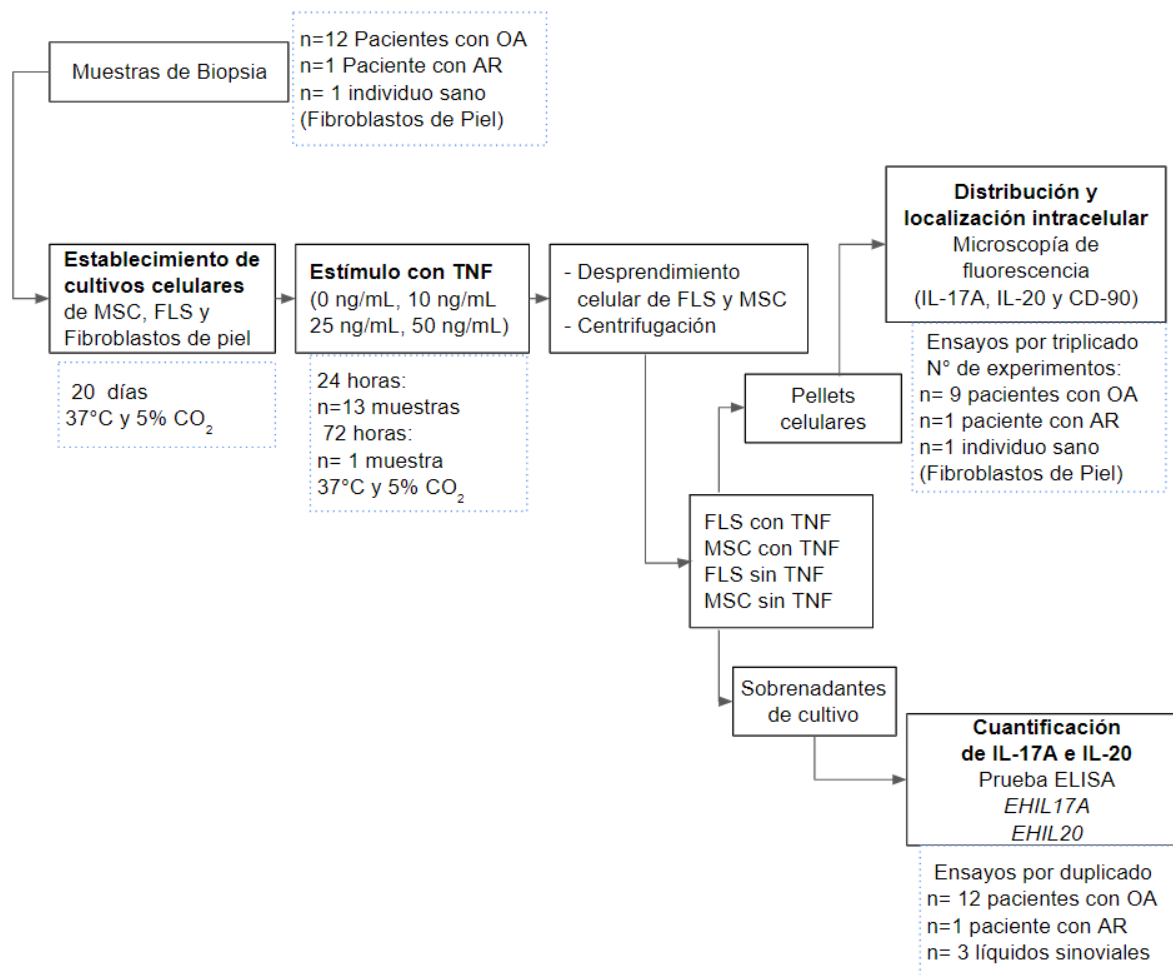 Muestras de Biopsia
n=12 Pacientes con OA
n=1 Paciente con AR
n= 1 individuo sano
(Fibroblastos de Piel)
Establecimiento de
cultivos celulares
de MSC, FLS y
Fibroblastos de piel
20 días
37°C y 5% CO₂
Estímulo con TNF
(0 ng/mL, 10 ng/mL
25 ng/mL, 50 ng/mL)
24 horas:
n=13 muestras
72 horas:
n= 1 muestra
37°C y 5% CO₂
- Desprendimiento
celular de FLS y MSC
- Centrifugación
FLS con TNF
MSC con TNF
FLS sin TNF
MSC sin TNF
Pellets
celulares
Distribución y
localización intracelular
Microscopía de
fluorescencia
(IL-17A, IL-20 y CD-90)
Ensayos por triplicado
N° de experimentos:
n= 9 pacientes con OA
n=1 paciente con AR
n=1 individuo sano
(Fibroblastos de Piel)
Sobrenadantes
de cultivo
Cuantificación
de IL-17A e IL-20
Prueba ELISA
EHIL17A
EHIL20
Ensayos por duplicado
n= 12 pacientes con OA
n=1 paciente con AR
n= 3 líquidos sinoviales